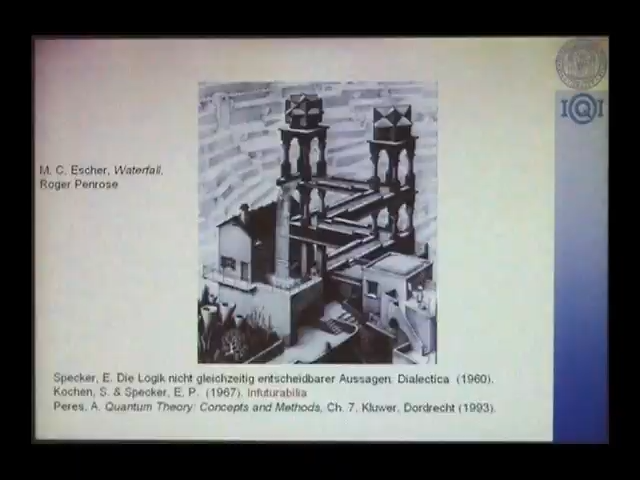 IQI
M. C. Escher, Waterfall,
Roger Penrose
Specker, E. Die Logik nicht gleichzeitig entscheidbarer Aussagen. Dialectica (1960).
Kochen, S. & Specker, E. P. (1967). Infuturabilia
Peres, A. Quantum Theory: Concepts and Methods, Ch. 7, Kluwer, Dordrecht (1993).